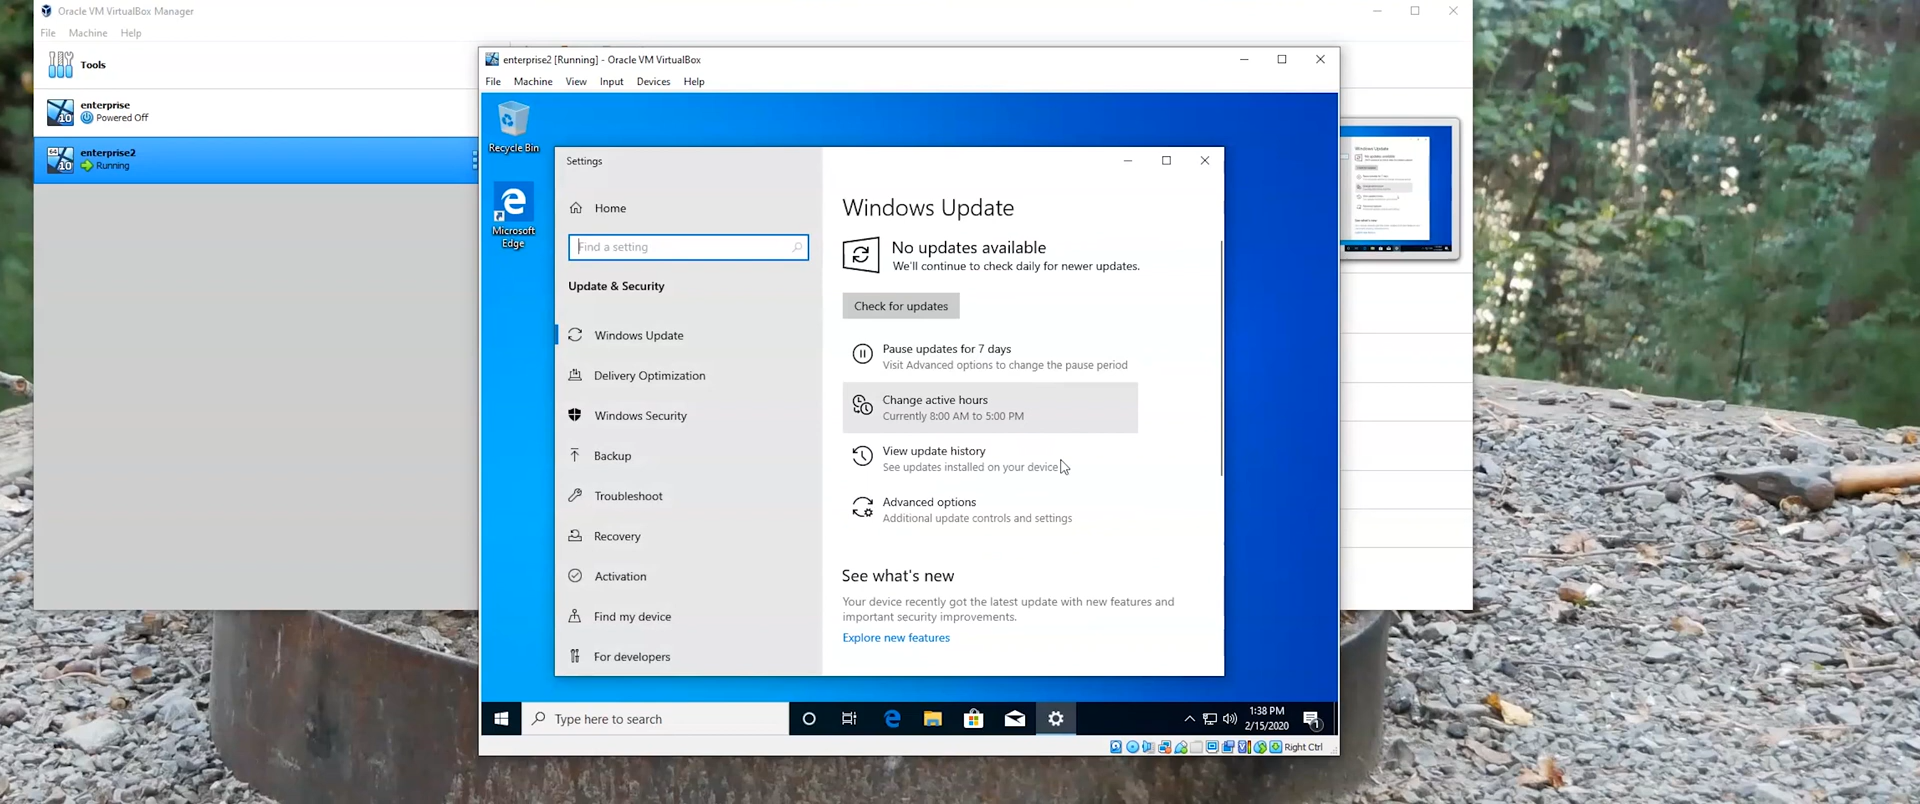 Oracle VM VirtualBox Manager
File Machine Help
Tools
enterprise
Powered Off
enterprise2
Running
enterprise2 [Running] - Oracle VM VirtualBox
File Machine View Input Devices Help
Recycle Bin
Microsoft
Edge
Settings
Home
Find a setting
Update & Security
Windows Update
Delivery Optimization
Windows Security
Backup
Troubleshoot
Recovery
Activation
Find my device
For developers
Windows Update
No updates available
We'll continue to check daily for newer updates.
Check for updates
Pause updates for 7 days
Visit Advanced options to change the pause period
Change active hours
Currently 8:00 AM to 5:00 PM
View update history
See updates installed on your device
Advanced options
Additional update controls and settings
See what's new
Your device recently got the latest update with new features and
important security improvements.
Explore new features
Type here to search
1:38 PM
2/15/2020
Right Ctrl